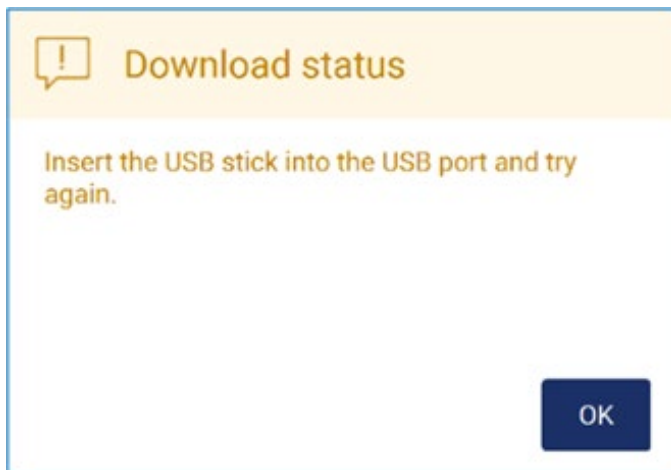 Download status
Insert the USB stick into the USB port and try
again.
OK